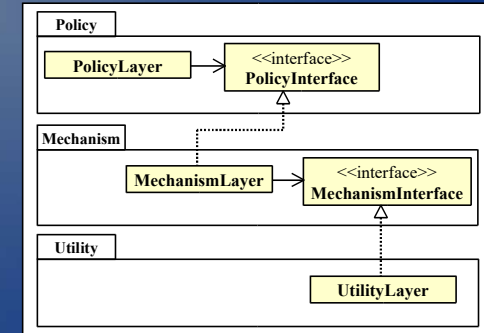 Policy
PolicyLayer
<<interface>>
PolicyInterface
Mechanism
MechanismLayer
<<interface>>
MechanismInterface
Utility
UtilityLayer